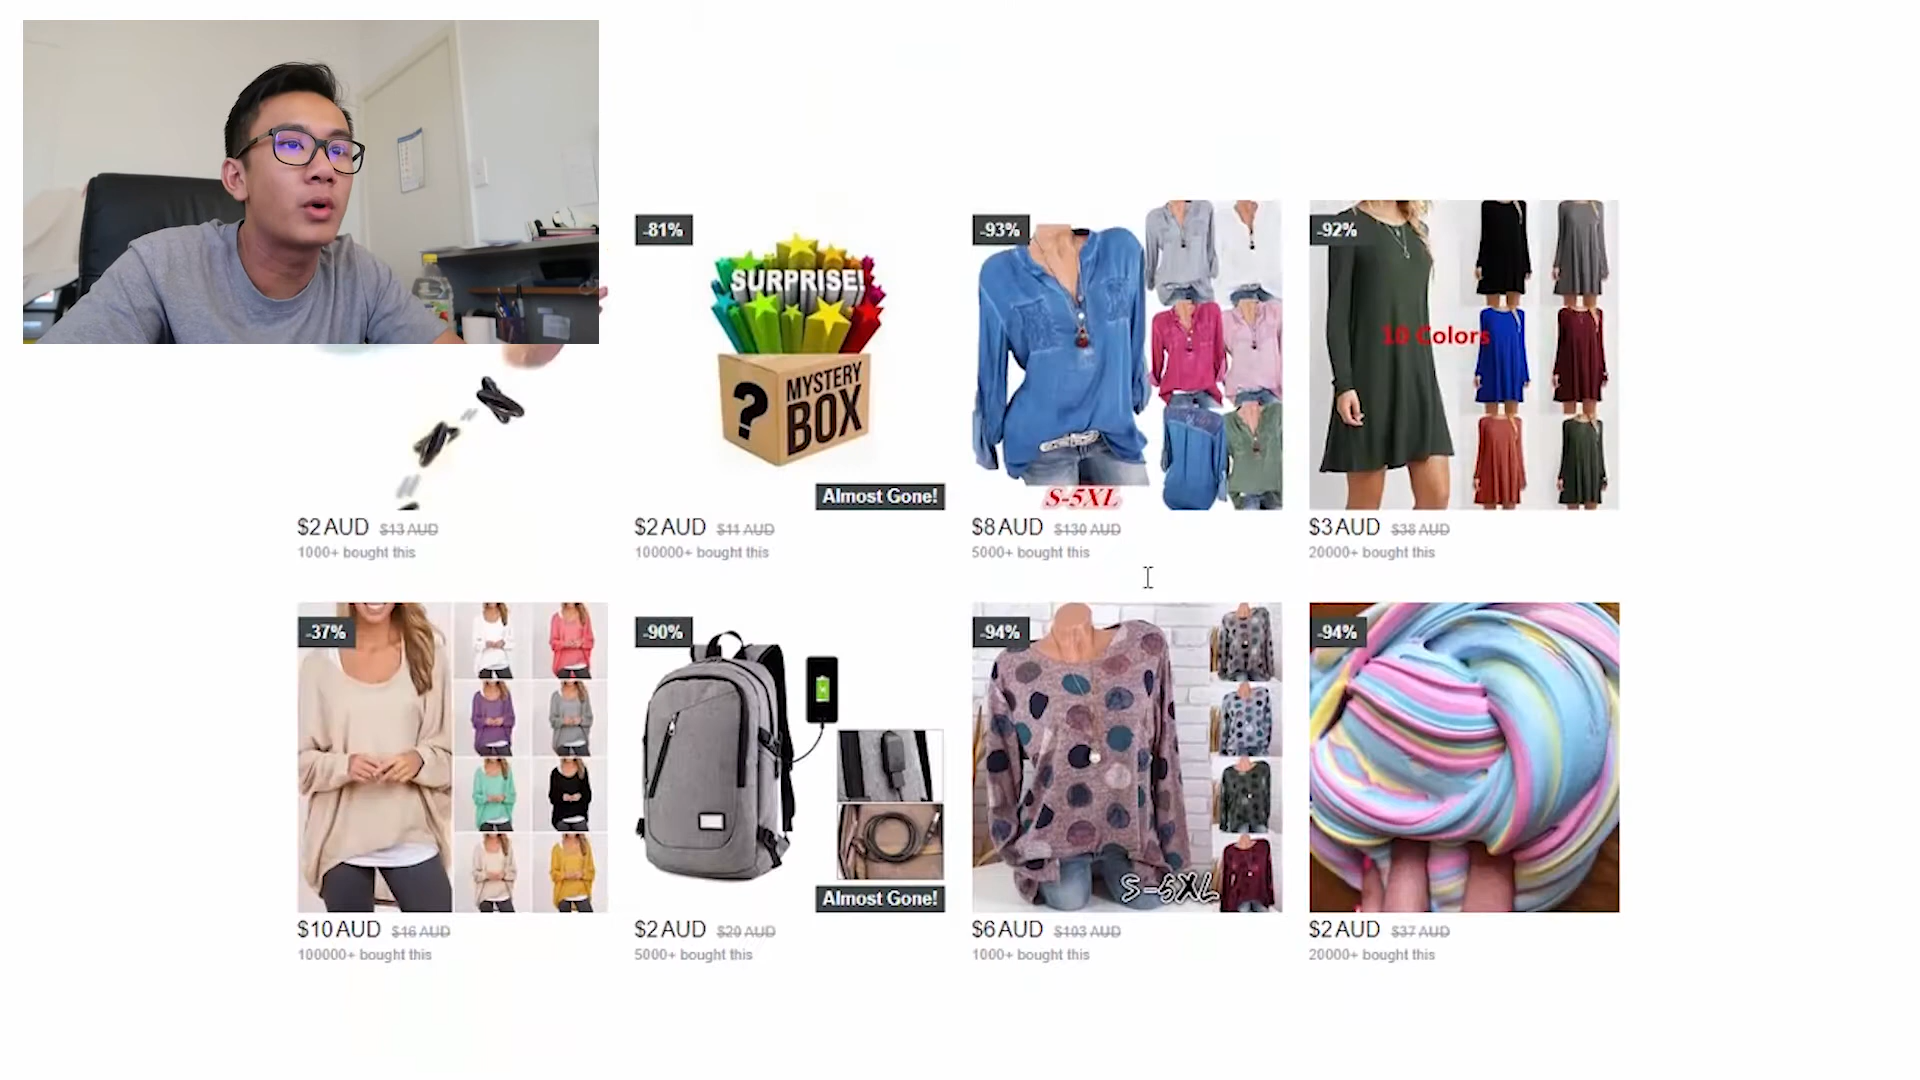 -81%
SURPRISE!
?
MYSTERY
BOX
Almost Gone!
-93%
S-5XL
-92%
10 Colors
$2 AUD $13 AUD
1000+ bought this
$2 AUD $11 AUD
100000+ bought this
$8 AUD $130 AUD
5000+ bought this
$3 AUD $38 AUD
20000+ bought this
-37%
-90%
Almost Gone!
-94%
S-5XL
-94%
$10 AUD $16 AUD
100000+ bought this
$2 AUD $20 AUD
5000+ bought this
$6 AUD $103 AUD
1000+ bought this
$2 AUD $37 AUD
20000+ bought this